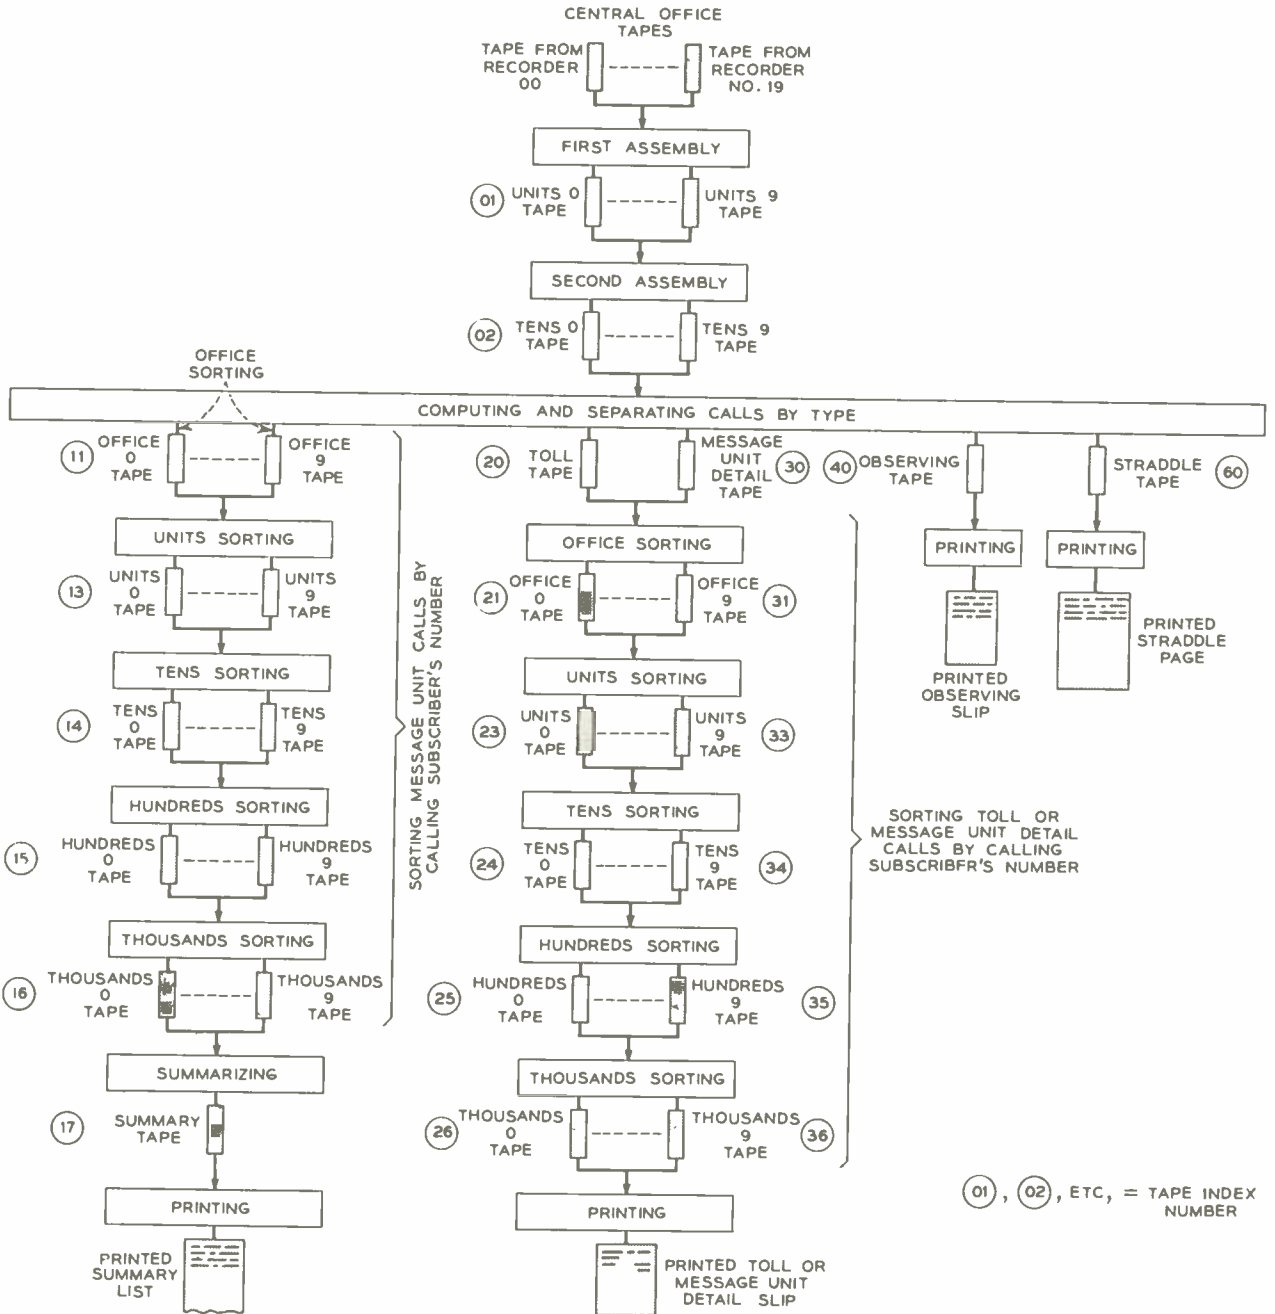 CENTRAL OFFICE
TAPES
TAPE FROM
RECORDER
00
TAPE FROM
RECORDER
NO. 19
FIRST ASSEMBLY
01
UNITS 0
TAPE
UNITS 9
TAPE
SECOND ASSEMBLY
02
TENS 0
TAPE
TENS 9
TAPE
OFFICE
SORTING
COMPUTING AND SEPARATING CALLS BY TYPE
11
OFFICE
0
TAPE
OFFICE
9
TAPE
UNITS SORTING
13
UNITS
0
TAPE
UNITS
9
TAPE
TENS SORTING
14
TENS
0
TAPE
TENS
9
TAPE
HUNDREDS SORTING
15
HUNDREDS
0
TAPE
HUNDREDS
9
TAPE
THOUSANDS SORTING
16
THOUSANDS
0
TAPE
THOUSANDS
9
TAPE
SUMMARIZING
17
SUMMARY
TAPE
PRINTING
PRINTED
SUMMARY
LIST
SORTING MESSAGE UNIT CALLS BY
CALLING SUBSCRIBER'S NUMBER
20
TOLL
TAPE
MESSAGE
UNIT
DETAIL
TAPE
30
OFFICE SORTING
21
OFFICE
0
TAPE
OFFICE
9
TAPE
31
UNITS SORTING
23
UNITS
0
TAPE
UNITS
9
TAPE
33
TENS SORTING
24
TENS
0
TAPE
TENS
9
TAPE
34
HUNDREDS SORTING
25
HUNDREDS
0
TAPE
HUNDREDS
9
TAPE
35
THOUSANDS SORTING
26
THOUSANDS
0
TAPE
THOUSANDS
9
TAPE
36
PRINTING
PRINTED TOLL OR
MESSAGE UNIT
DETAIL SLIP
40
OBSERVING
TAPE
PRINTING
PRINTED
OBSERVING
SLIP
STRADDLE
TAPE
60
PRINTING
PRINTED
STRADDLE
PAGE
SORTING TOLL OR
MESSAGE UNIT DETAIL
CALLS BY CALLING
SUBSCRIBFR'S NUMBER
01, 02, ETC, = TAPE INDEX
NUMBER